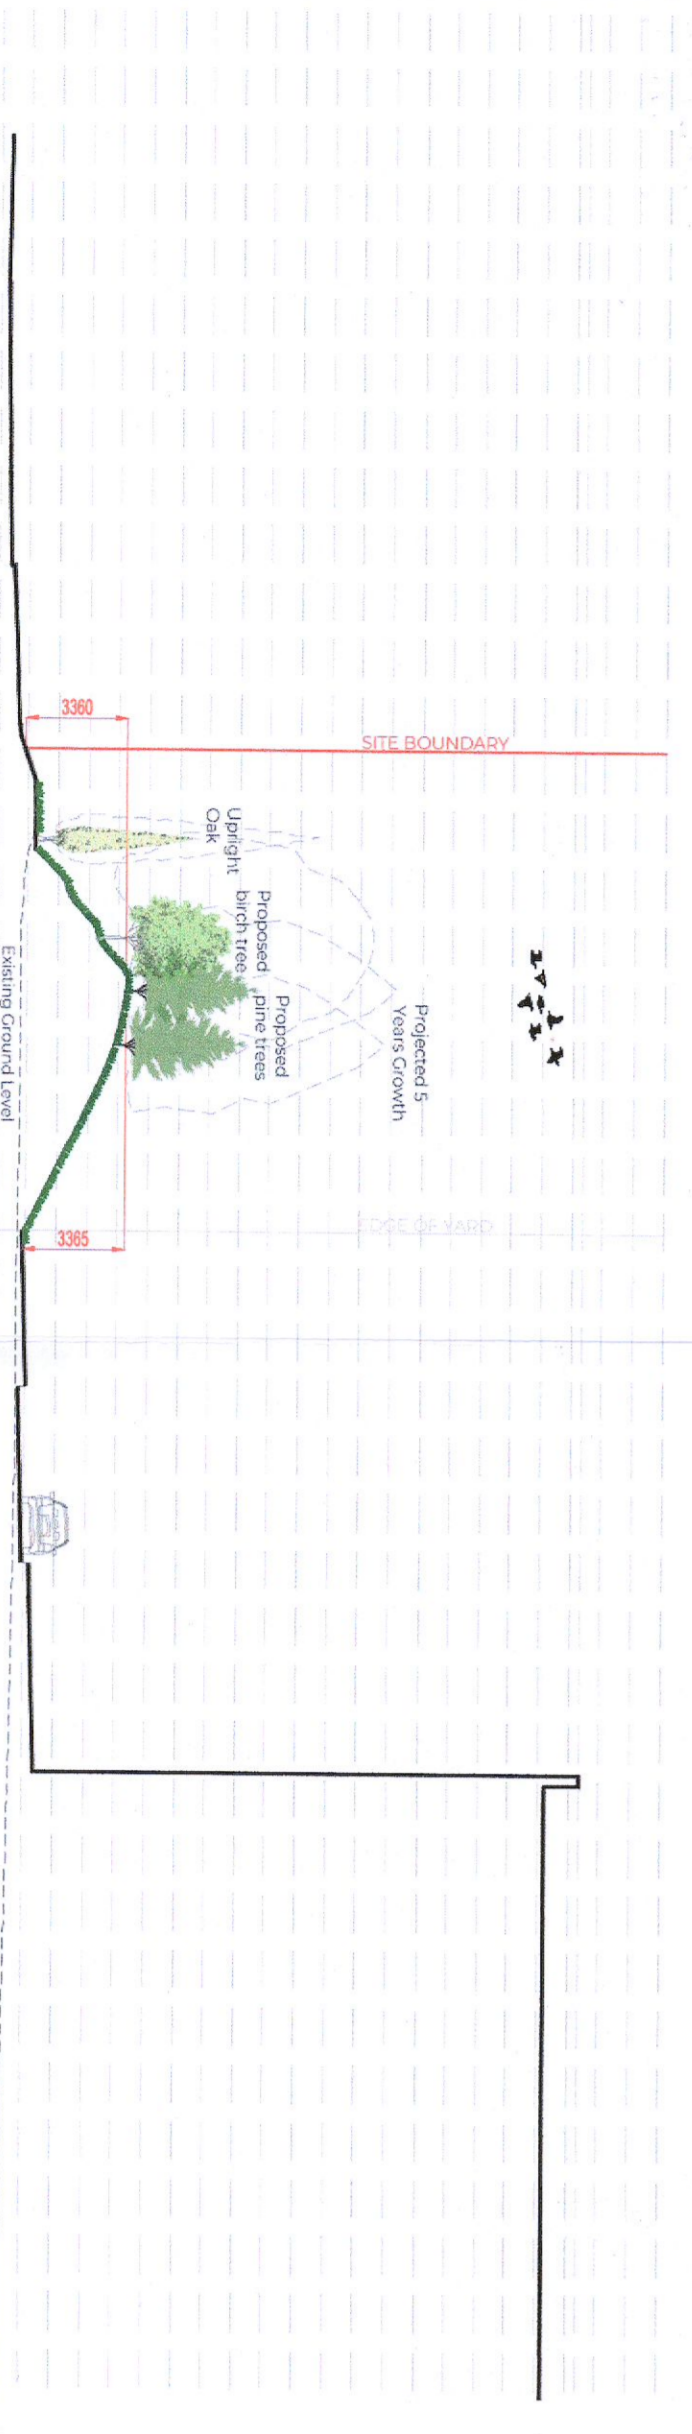 3360
SITE BOUNDARY
Upright
Oak
Proposed
birch tree
Proposed
pine trees
Projected 5
Years Growth
Existing Ground Level
EDGE OF YARD
3365